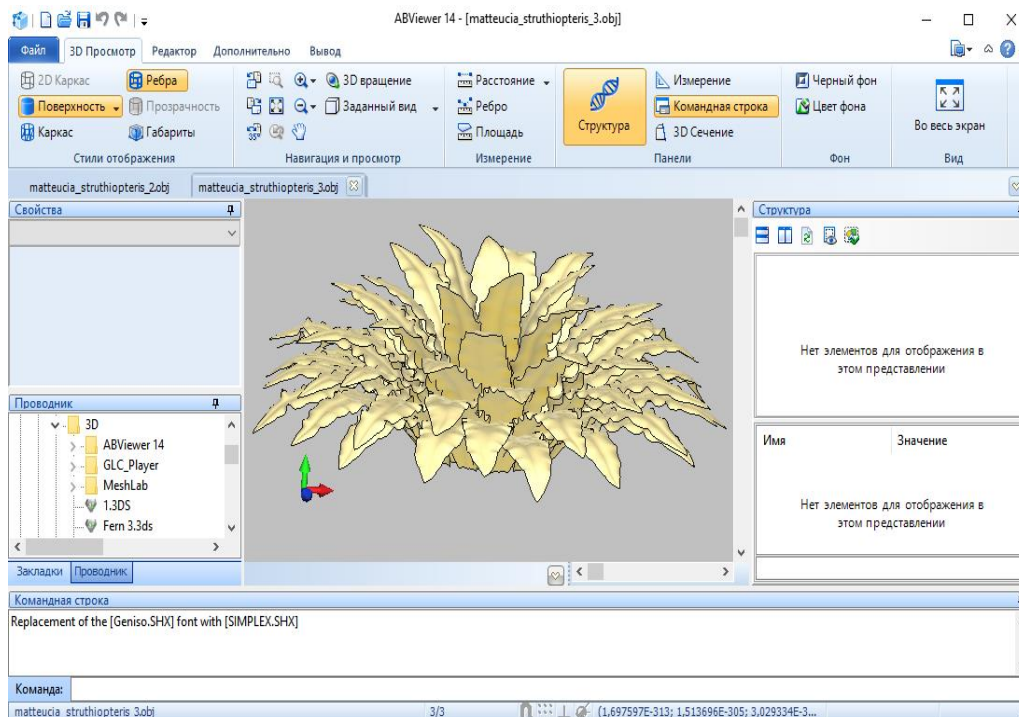 ABViewer 14 - [matteucia_struthiopteris_3.obj]
Файл 3D Просмотр Редактор Дополнительно Вывод
2D Каркас Ребра 3D вращение Расстояние Измерение Черный фон
Поверхность Прозрачность Заданный вид Ребро Структура Командная строка Цвет фона Во весь экран
Каркас Габариты Площадь 3D Сечение
Стили отображения Навигация и просмотр Измерение Панели Фон Вид
matteucia_struthiopteris_2.obj matteucia_struthiopteris_3.obj
Свойства
Структура
Нет элементов для отображения в
этом представлении
Проводник
3D
ABViewer 14
GLC_Player
MeshLab
1.3DS
Fern 3.3ds
Имя Значение
Нет элементов для отображения в
этом представлении
Закладки Проводник
Командная строка
Replacement of the [Geniso.SHX] font with [SIMPLEX.SHX]
Команда:
matteucia_struthiopteris_3.obj 3/3 (1,697597E-313; 1,513696E-305; 3,029334E-3...